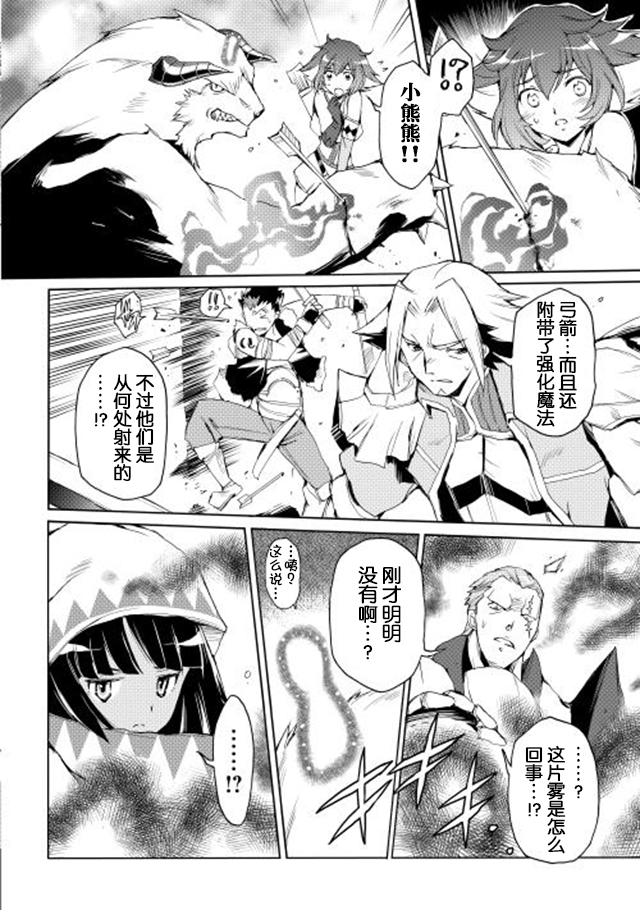 !?
小熊熊!!
弓箭…而且还
附带了强化魔法
!!
不过他们是
从何处射来的
……!?
……?
这片雾是怎么
回事…!?
刚才明明
没有啊…?
…咦?
这么说…
……!?